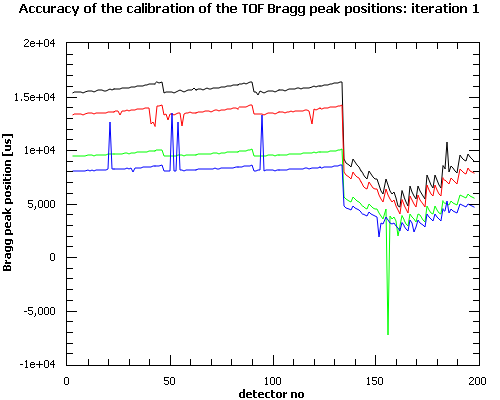 Accuracy of the calibration of the TOF Bragg peak positions: iteration 1
2e+04
1.5e+04
1e+04
5,000
0
-5,000
-1e+04
Bragg peak position [us]
0 50 100 150 200
detector no